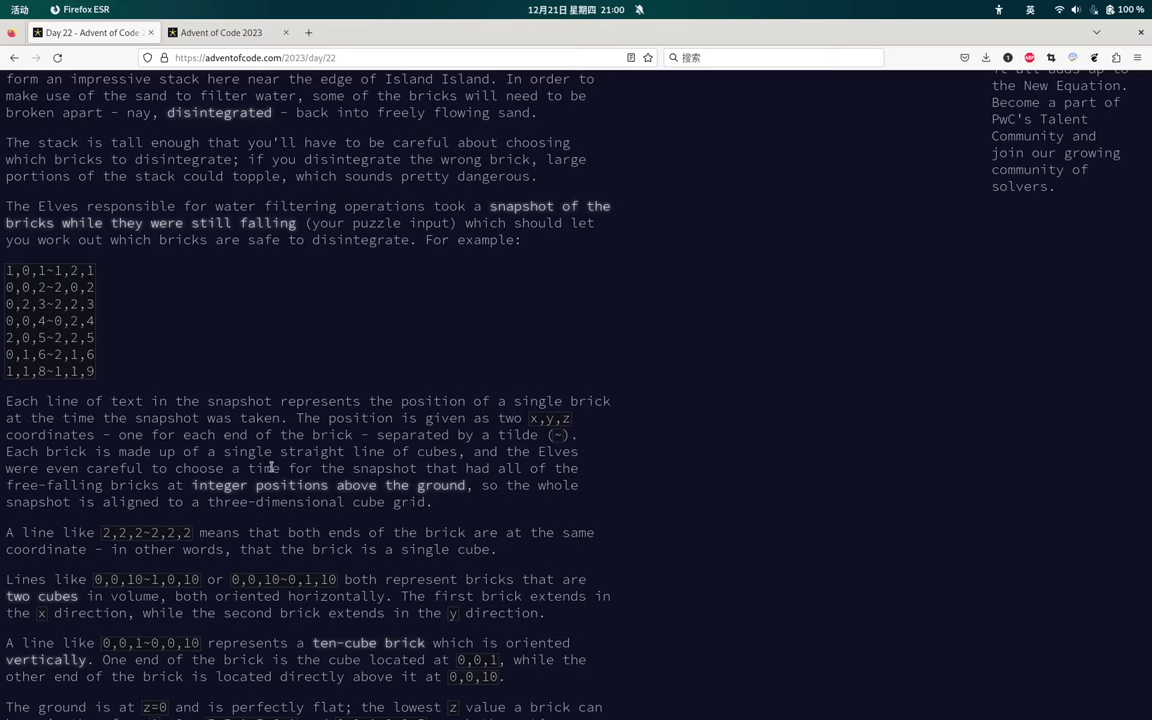 活动
Firefox ESR
12月21日 星期四 21:00
英
100 %
Day 22 - Advent of Code 2
Advent of Code 2023
https://adventofcode.com/2023/day/22
搜索
form an impressive stack here near the edge of Island Island. In order to
make use of the sand to filter water, some of the bricks will need to be
broken apart - nay, disintegrated - back into freely flowing sand.
The stack is tall enough that you'll have to be careful about choosing
which bricks to disintegrate; if you disintegrate the wrong brick, large
portions of the stack could topple, which sounds pretty dangerous.
The Elves responsible for water filtering operations took a snapshot of the
bricks while they were still falling (your puzzle input) which should let
you work out which bricks are safe to disintegrate. For example:
1,0,1~1,2,1
0,0,2~2,0,2
0,2,3~2,2,3
0,0,4~0,2,4
2,0,5~2,2,5
0,1,6~2,1,6
1,1,8~1,1,9
Each line of text in the snapshot represents the position of a single brick
at the time the snapshot was taken. The position is given as two x,y,z
coordinates - one for each end of the brick - separated by a tilde (~).
Each brick is made up of a single straight line of cubes, and the Elves
were even careful to choose a time for the snapshot that had all of the
free-falling bricks at integer positions above the ground, so the whole
snapshot is aligned to a three-dimensional cube grid.
A line like 2,2,2~2,2,2 means that both ends of the brick are at the same
coordinate - in other words, that the brick is a single cube.
Lines like 0,0,10~1,0,10 or 0,0,10~0,1,10 both represent bricks that are
two cubes in volume, both oriented horizontally. The first brick extends in
the x direction, while the second brick extends in the y direction.
A line like 0,0,1~0,0,10 represents a ten-cube brick which is oriented
vertically. One end of the brick is the cube located at 0,0,1, while the
other end of the brick is located directly above it at 0,0,10.
The ground is at z=0 and is perfectly flat; the lowest z value a brick can
it all adds up to
the New Equation.
Become a part of
PwC's Talent
Community and
join our growing
community of
solvers.